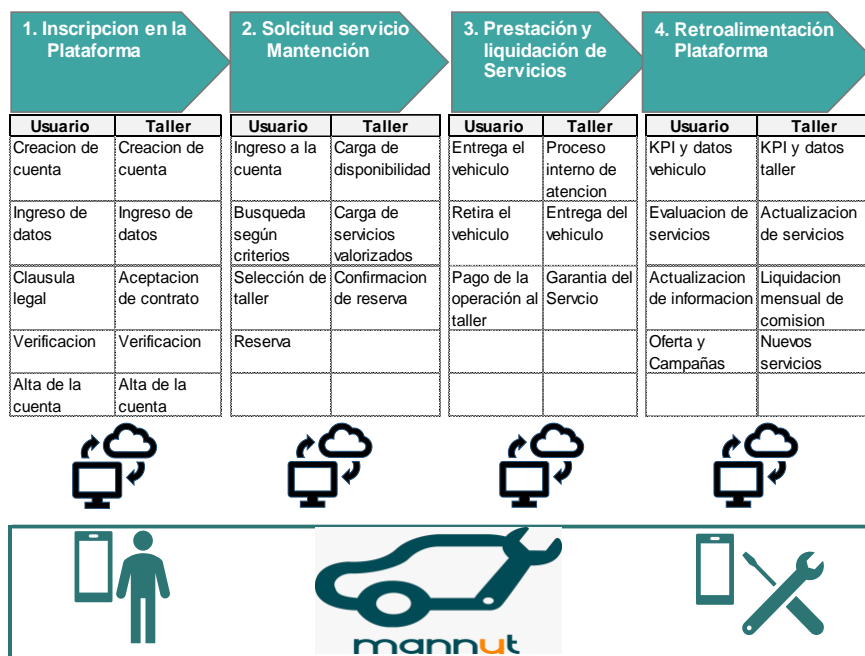 1. Inscripcion en la
Plataforma
2. Solcitud servicio
Mantención
3. Prestación y
liquidación de
Servicios
4. Retroalimentación
Plataforma
Usuario Taller Usuario Taller Usuario Taller Usuario Taller
Creacion de Creacion de Ingreso a la Carga de Entrega el Proceso KPI y datos KPI y datos
cuenta cuenta cuenta disponibilidad vehiculo interno de vehiculo taller
atencion
Ingreso de Ingreso de Busqueda Carga de Retira el Entrega del Evaluacion de Actualizacion
datos datos según servicios vehiculo vehiculo servicios de servicios
criterios valorizados
Clausula Aceptacion Selección de Confirmacion Pago de la Garantia del Actualizacion Liquidacion
legal de contrato taller de reserva operación al Servcio de informacion mensual de
taller comision
Verificacion Verificacion Reserva Oferta y Nuevos
Campañas servicios
Alta de la Alta de la
cuenta cuenta
mannut